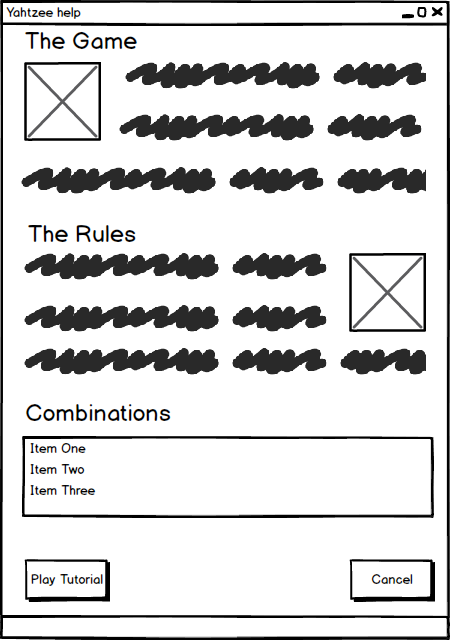 Yahtzee help
The Game
The Rules
Combinations
Item One
Item Two
Item Three
Play Tutorial
Cancel